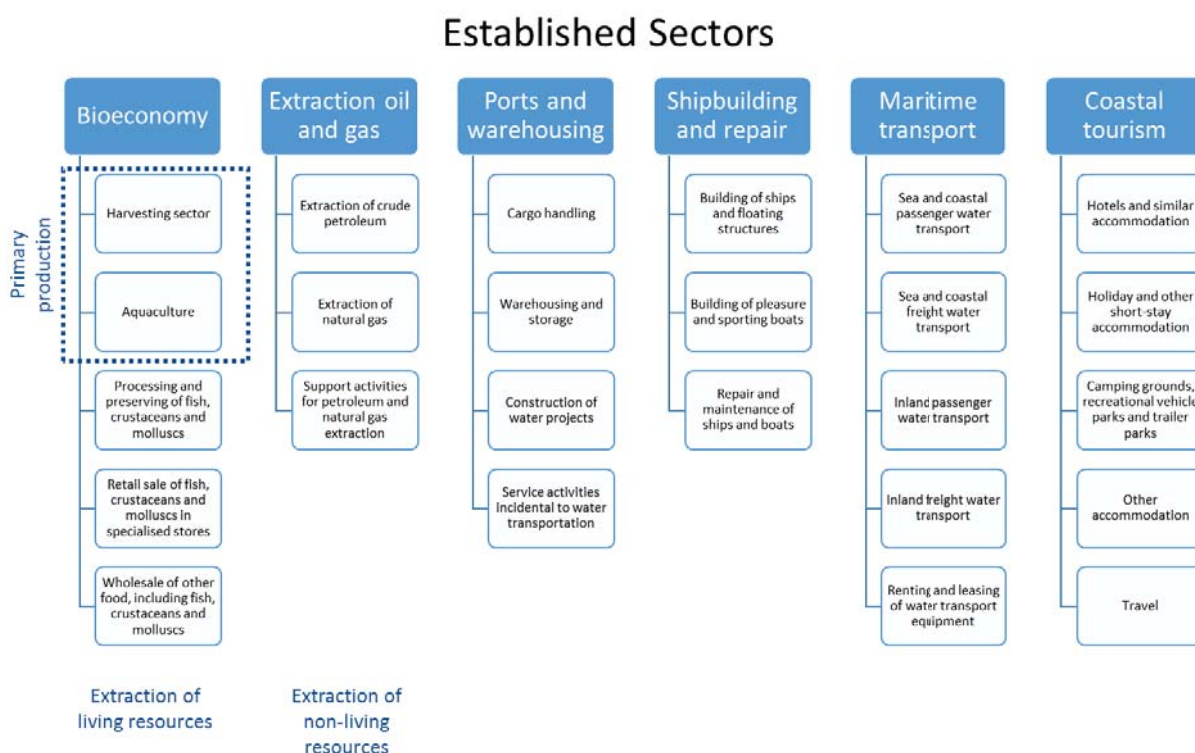 Established Sectors
Bioeconomy
Primary
production
Harvesting sector
Aquaculture
Processing and
preserving of fish,
crustaceans and
molluscs
Retail sale of fish,
crustaceans and
molluscs in
specialised stores
Wholesale of other
food, including fish,
crustaceans and
molluscs
Extraction of
living resources
Extraction oil
and gas
Extraction of crude
petroleum
Extraction of
natural gas
Support activities
for petroleum and
natural gas
extraction
Extraction of
non-living
resources
Ports and
warehousing
Cargo handling
Warehousing and
storage
Construction of
water projects
Service activities
incidental to water
transportation
Shipbuilding
and repair
Building of ships
and floating
structures
Building of pleasure
and sporting boats
Repair and
maintenance of
ships and boats
Maritime
transport
Sea and coastal
passenger water
transport
Sea and coastal
freight water
transport
Inland passenger
water transport
Inland freight water
transport
Renting and leasing
of water transport
equipment
Coastal
tourism
Hotels and similar
accommodation
Holiday and other
short-stay
accommodation
Camping grounds,
recreational vehicle
parks and trailer
parks
Other
accommodation
Travel